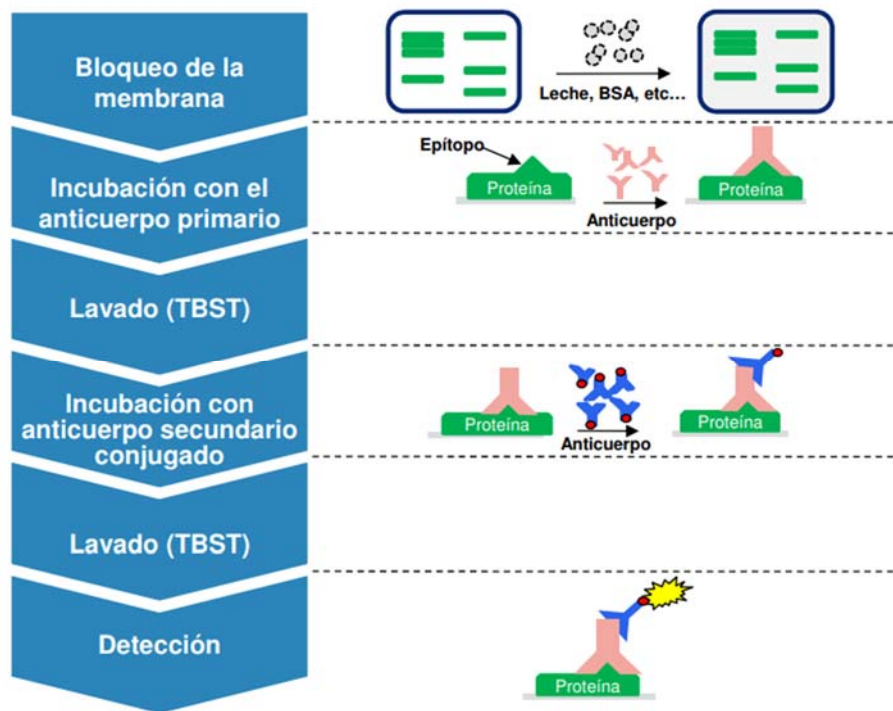 Bloqueo de la
membrana
Leche, BSA, etc...
Incubación con el
anticuerpo primario
Epítopo
Proteína
Anticuerpo
Proteína
Lavado (TBST)
Incubación con
anticuerpo secundario
conjugado
Proteína
Anticuerpo
Proteína
Lavado (TBST)
Detección
Proteína